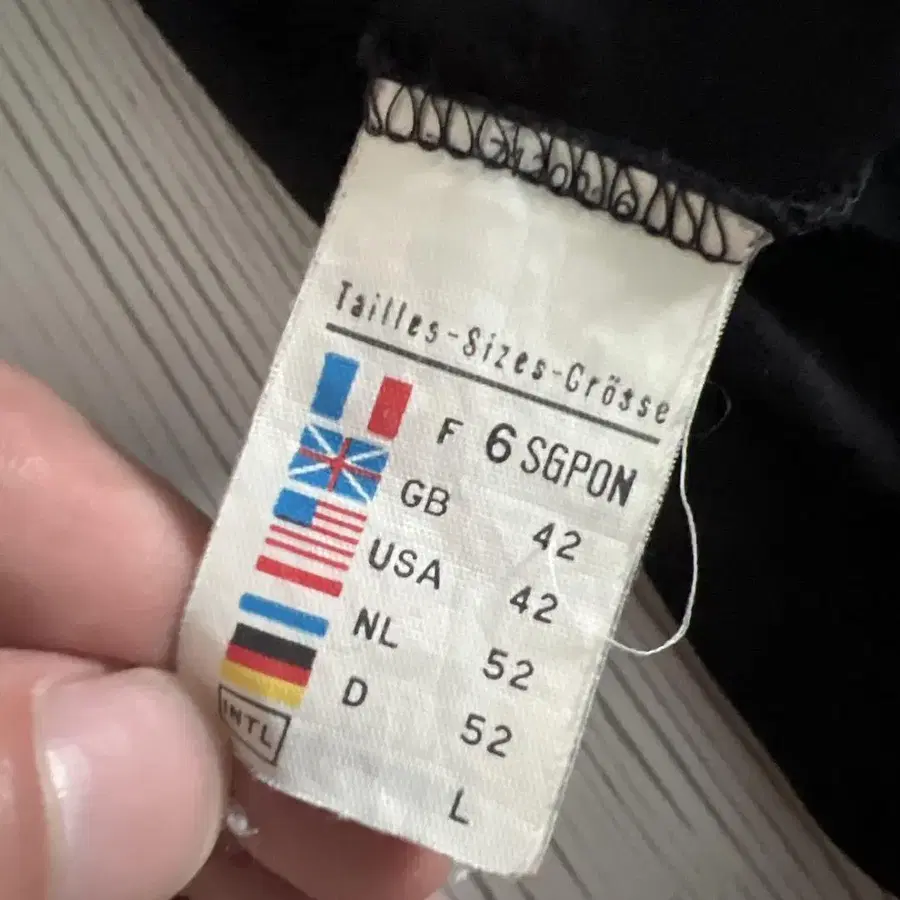 Tailles-Sizes-Grösse
F 6 SGPON
GB 42
USA 42
NL 52
D 52
INTL L